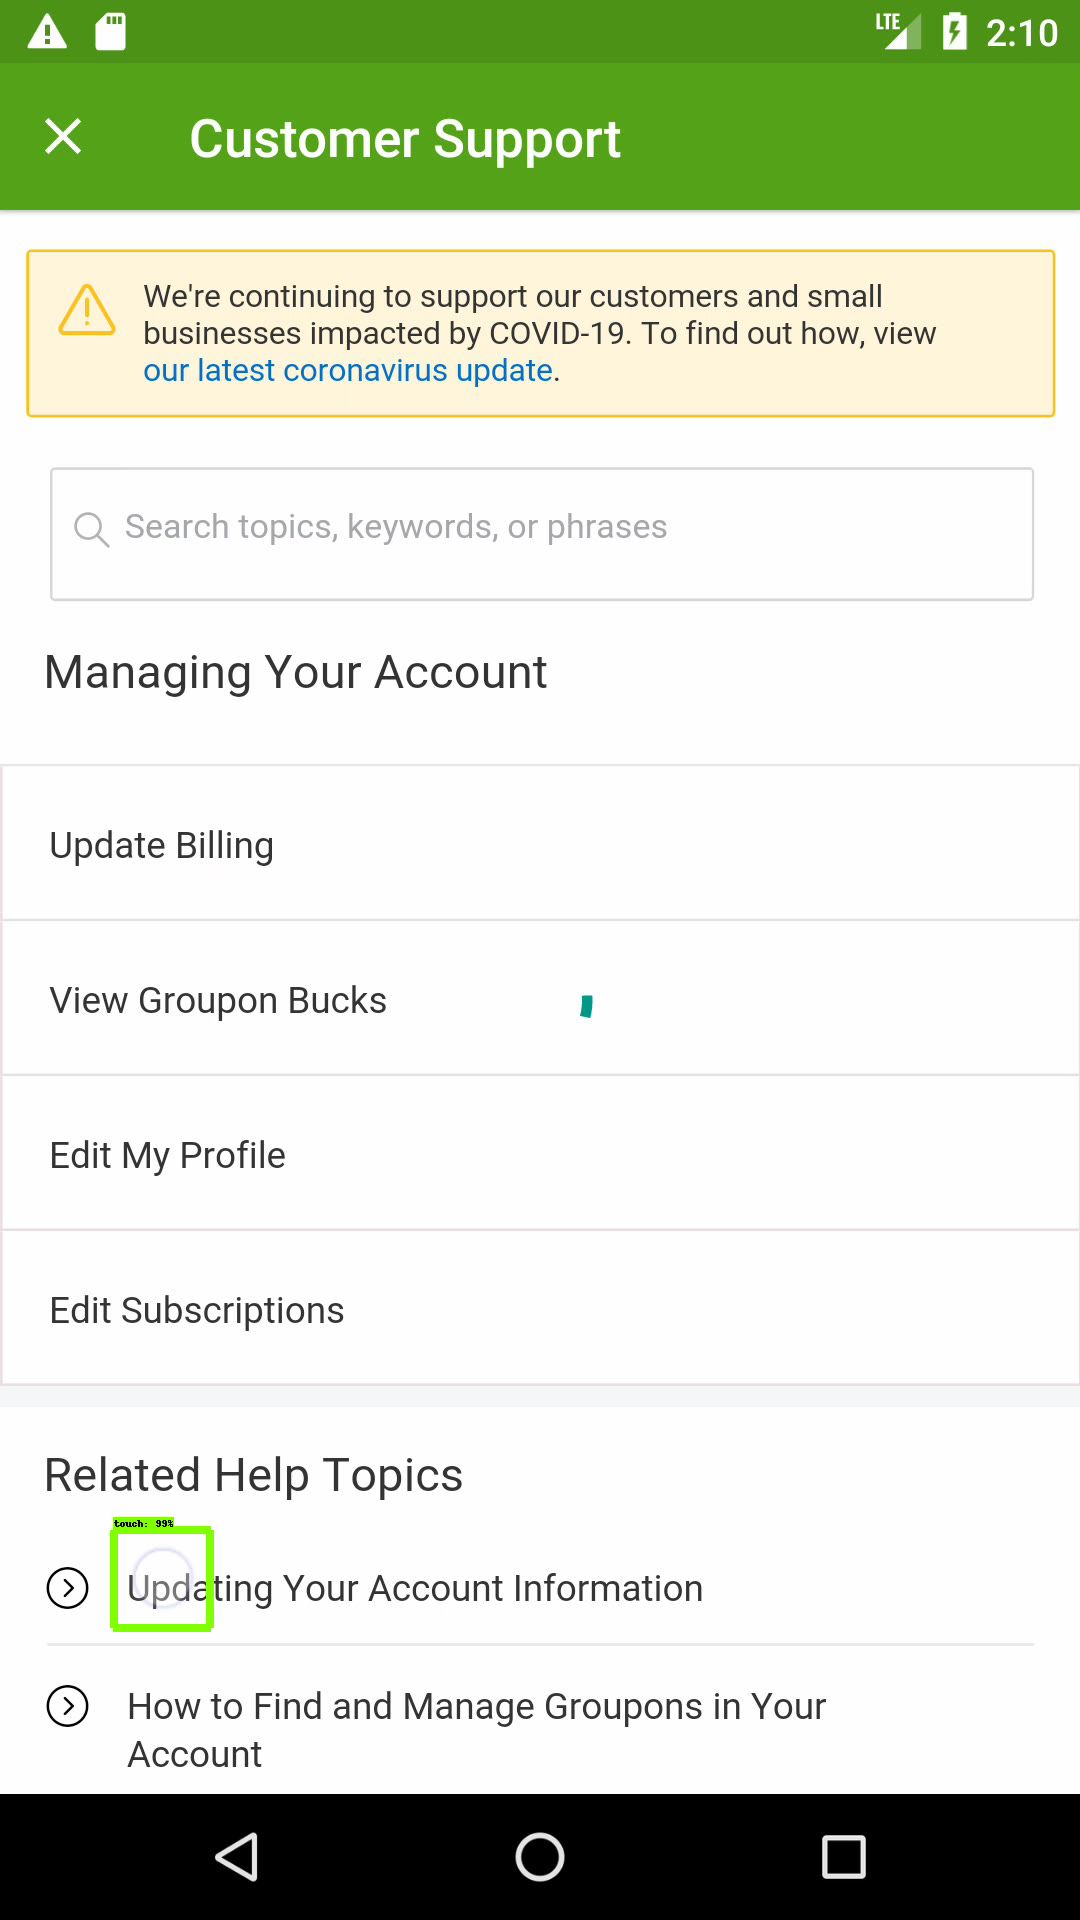 LTE 2:10
Customer Support
We're continuing to support our customers and small
businesses impacted by COVID-19. To find out how, view
our latest coronavirus update.
Search topics, keywords, or phrases
Managing Your Account
Update Billing
View Groupon Bucks
Edit My Profile
Edit Subscriptions
Related Help Topics
touch: 99%
Updating Your Account Information
How to Find and Manage Groupons in Your
Account